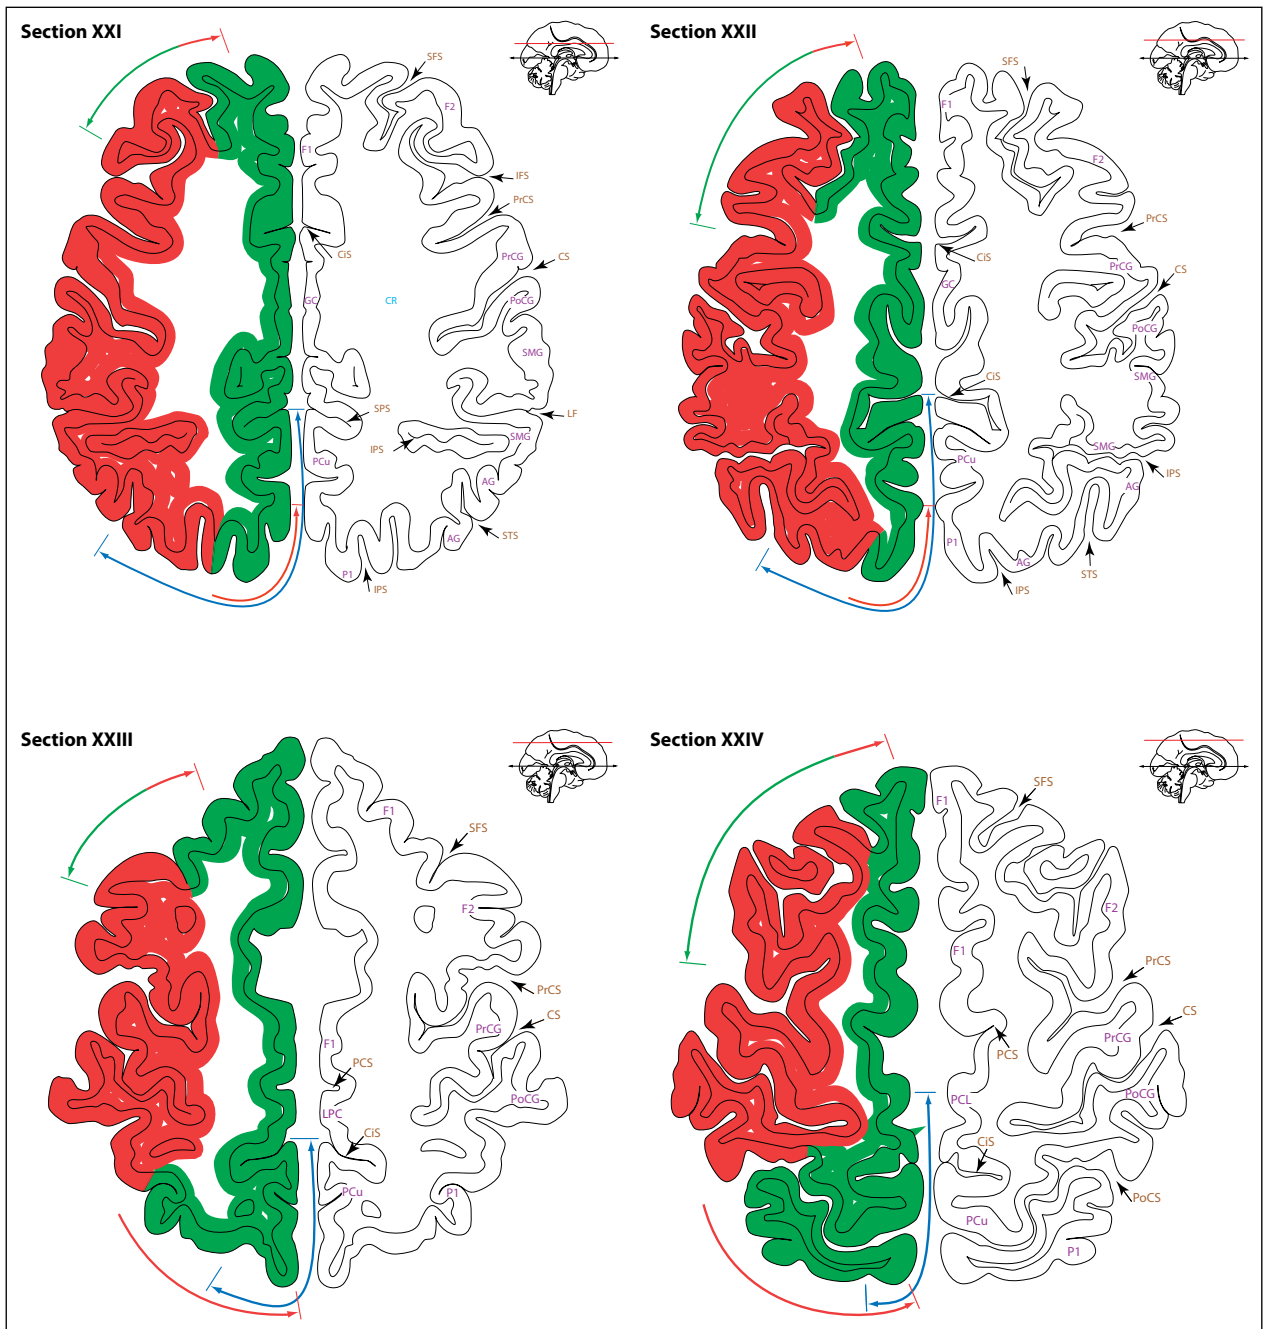 Section XXI
SFS
F2
F1
IFS
PrCS
CiS
PrCG
CS
GC
CR
PoCG
SMG
SPS
LF
IPS
SMG
PCu
AG
STS
AG
P1
IPS
Section XXII
SFS
F1
F2
PrCS
CiS
PrCG
CS
GC
PoCG
CiS
SMG
SMG
PCu
IPS
AG
P1
AG
STS
IPS
Section XXIII
F1
SFS
F2
PrCS
CS
PrCG
F1
PCS
PoCG
LPC
CiS
PCu
P1
Section XXIV
SFS
F1
F2
F1
PrCS
CS
PrCG
PCS
PoCG
PCL
CiS
PoCS
PCu
P1